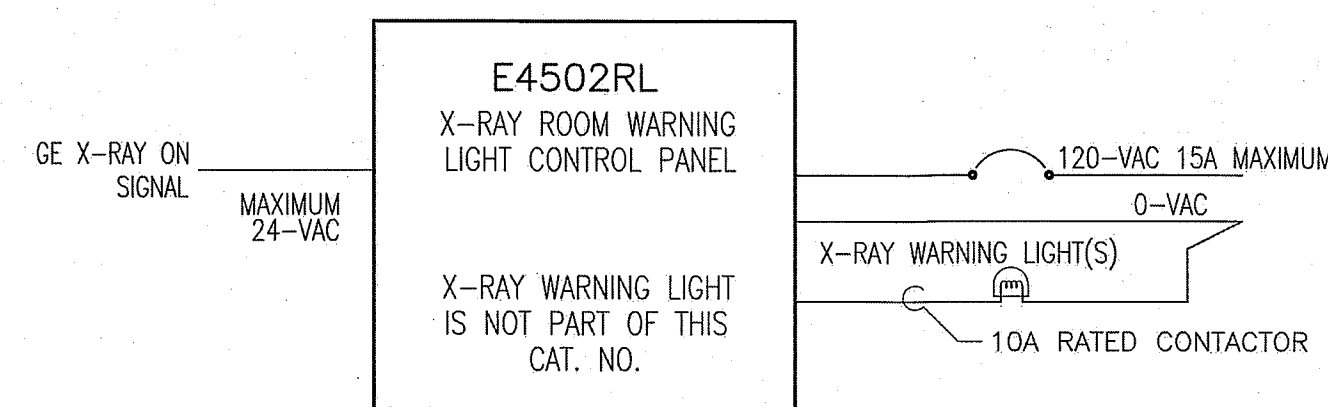 E4502RL
X-RAY ROOM WARNING
LIGHT CONTROL PANEL
GE X-RAY ON
SIGNAL
MAXIMUM
24-VAC
120-VAC 15A MAXIMUM
0-VAC
X-RAY WARNING LIGHT(S)
10A RATED CONTACTOR
X-RAY WARNING LIGHT
IS NOT PART OF THIS
CAT. NO.